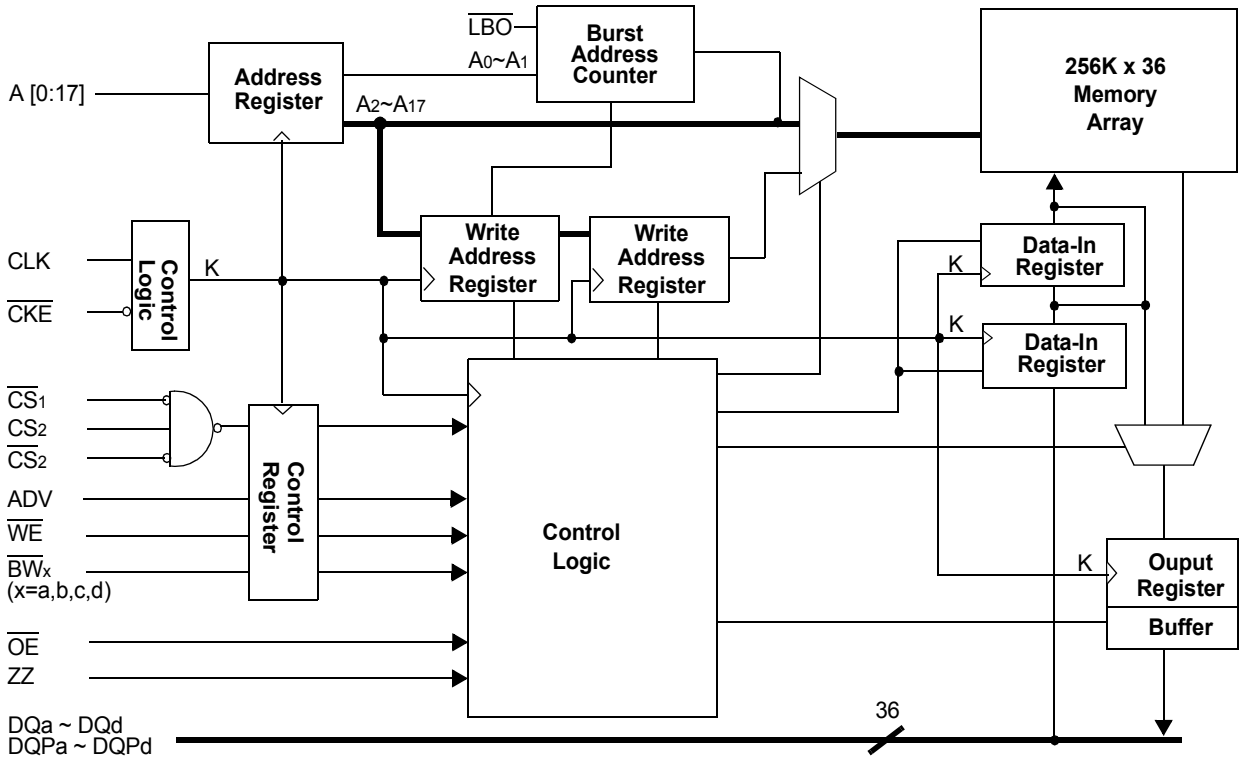 LBO
Burst
Address
Counter
A0~A1
256K x 36
Memory
Array
Address
Register
A [0:17]
A2~A17
Write
Address
Register
Write
Address
Register
Data-In
Register
K
CLK
CKE
Control
Logic
K
K
Data-In
Register
CS1
CS2
CS2
ADV
WE
BWx
(x=a,b,c,d)
Control
Register
Control
Logic
K
Ouput
Register
Buffer
OE
ZZ
DQa ~ DQd
DQPa ~ DQPd
36